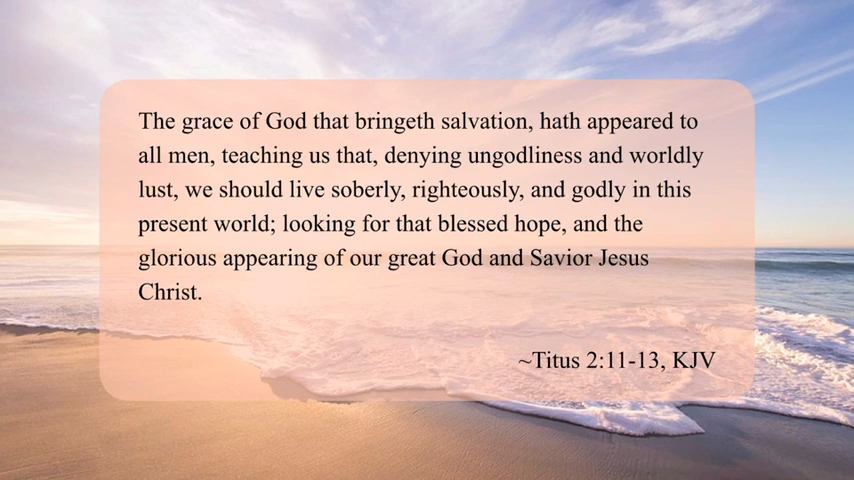 The grace of God that bringeth salvation, hath appeared to
all men, teaching us that, denying ungodliness and worldly
lust, we should live soberly, righteously, and godly in this
present world; looking for that blessed hope, and the
glorious appearing of our great God and Savior Jesus
Christ.
~Titus 2:11-13, KJV